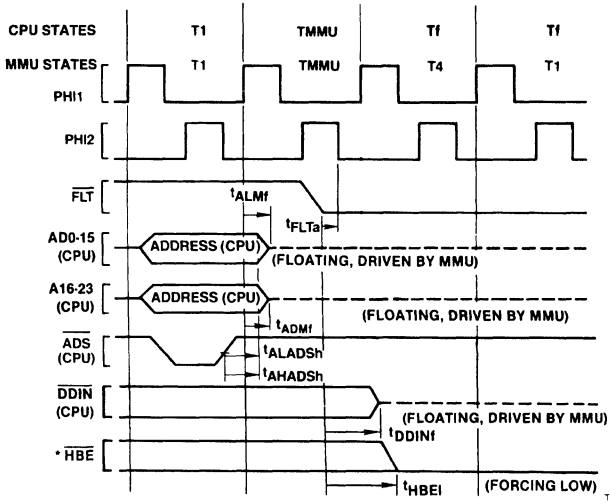 CPU STATES T1 TMMU Tf Tf
MMU STATES T1 TMMU T4 T1
PHI1
PHI2
FLT
tALMf
tFLTa
AD0-15
(CPU)
ADDRESS (CPU)
(FLOATING, DRIVEN BY MMU)
A16-23
(CPU)
ADDRESS (CPU)
(FLOATING, DRIVEN BY MMU)
tADMf
ADS
(CPU)
tALADSh
tAHADSh
DDIN
(CPU)
(FLOATING, DRIVEN BY MMU)
tDDINf
* HBE
tHBEI
(FORCING LOW)
T